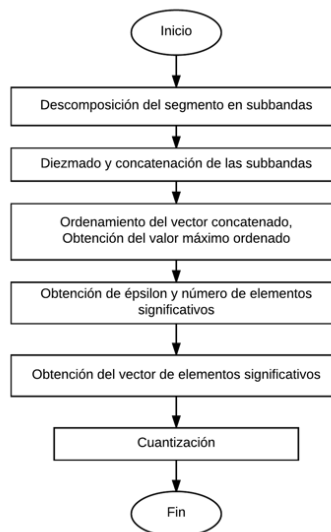 Inicio
Descomposición del segmento en subbandas
Diezmado y concatenación de las subbandas
Ordenamiento del vector concatenado,
Obtención del valor máximo ordenado
Obtención de épsilon y número de elementos
significativos
Obtención del vector de elementos significativos
Cuantización
Fin